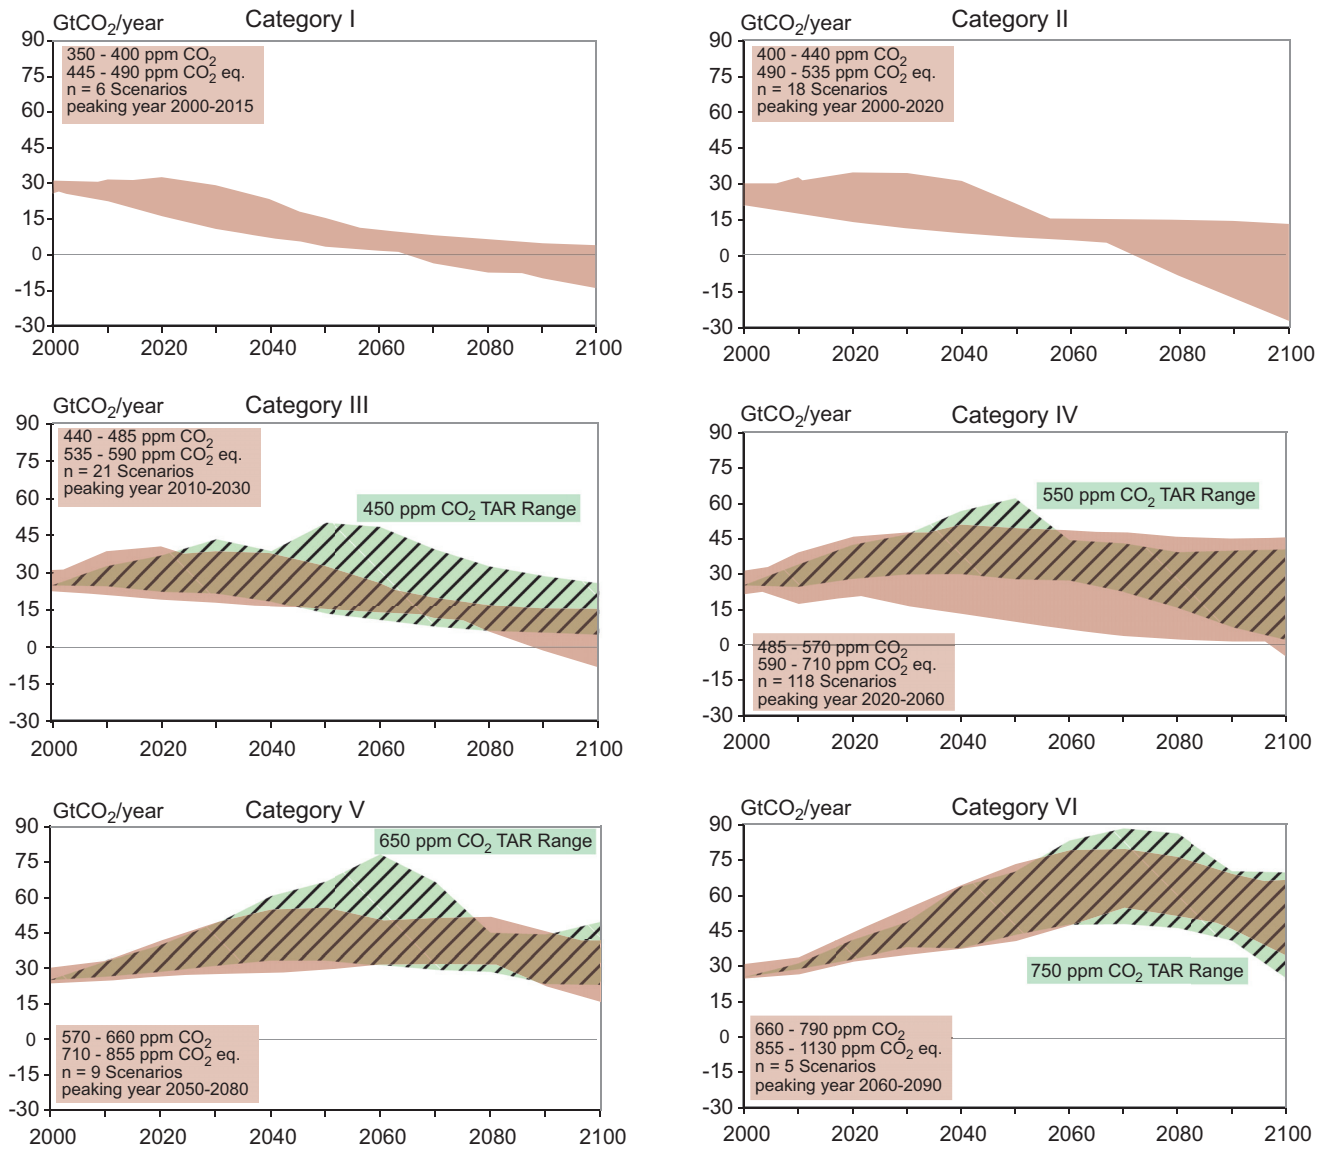 GtCO2/year
Category I
90
350 - 400 ppm CO2
445 - 490 ppm CO2 eq.
n = 6 Scenarios
peaking year 2000-2015
75
60
45
30
15
0
-15
-30
2000 2020 2040 2060 2080 2100
GtCO2/year
Category II
90
400 - 440 ppm CO2
490 - 535 ppm CO2 eq.
n = 18 Scenarios
peaking year 2000-2020
75
60
45
30
15
0
-15
-30
2000 2020 2040 2060 2080 2100
GtCO2/year
Category III
90
440 - 485 ppm CO2
535 - 590 ppm CO2 eq.
n = 21 Scenarios
peaking year 2010-2030
450 ppm CO2 TAR Range
75
60
45
30
15
0
-15
-30
2000 2020 2040 2060 2080 2100
GtCO2/year
Category IV
90
75
60
45
30
15
0
-15
-30
550 ppm CO2 TAR Range
485 - 570 ppm CO2
590 - 710 ppm CO2 eq.
n = 118 Scenarios
peaking year 2020-2060
2000 2020 2040 2060 2080 2100
GtCO2/year
Category V
90
75
60
45
30
15
0
-15
-30
650 ppm CO2 TAR Range
570 - 660 ppm CO2
710 - 855 ppm CO2 eq.
n = 9 Scenarios
peaking year 2050-2080
2000 2020 2040 2060 2080 2100
GtCO2/year
Category VI
90
75
60
45
30
15
0
-15
-30
750 ppm CO2 TAR Range
660 - 790 ppm CO2
855 - 1130 ppm CO2 eq.
n = 5 Scenarios
peaking year 2060-2090
2000 2020 2040 2060 2080 2100